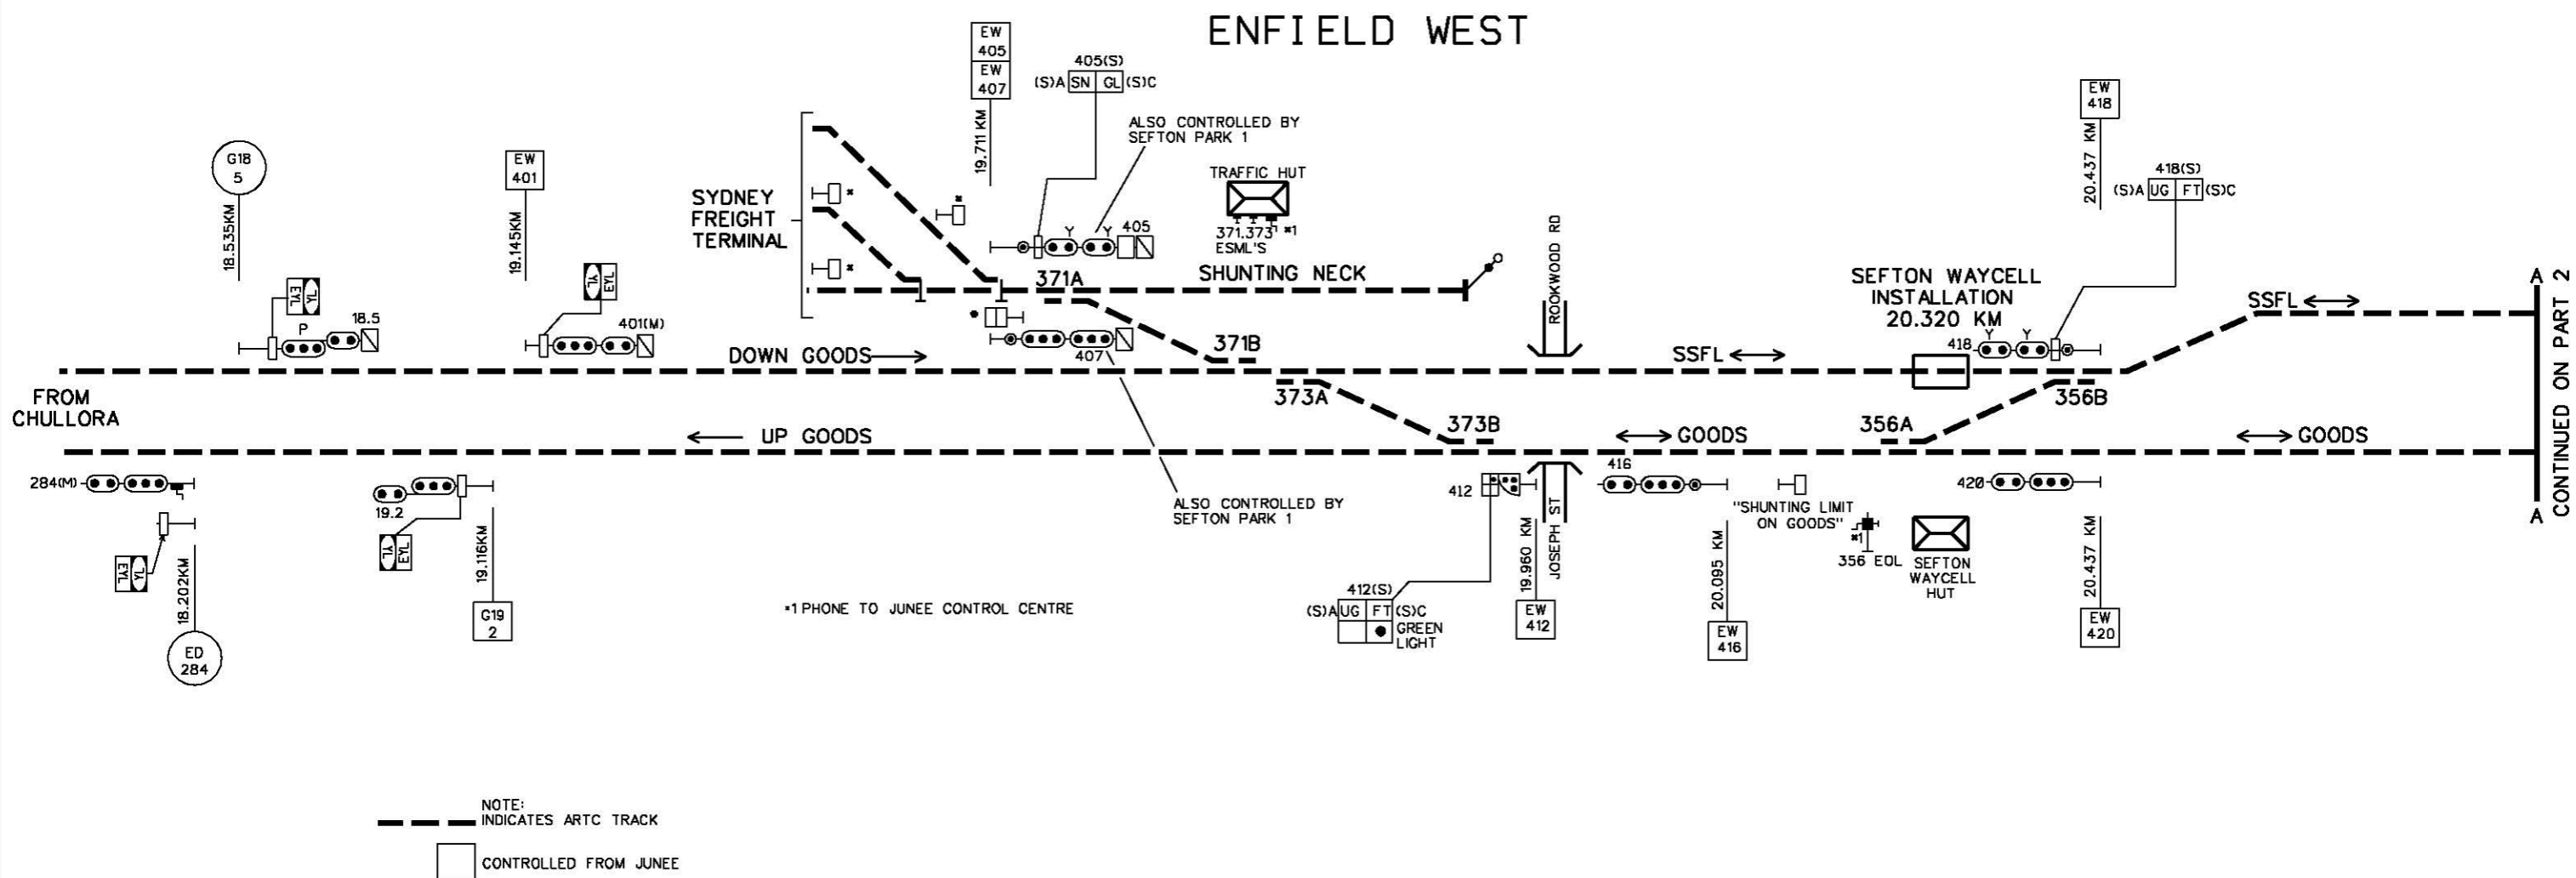 ENFIELD WEST
EW
405
EW
407
19.711 KM
405(S)
(S)A SN GL (S)C
ALSO CONTROLLED BY
SEFTON PARK 1
EW
418
20.437 KM
418(S)
(S)A UG FT (S)C
G18
5
18.535KM
EW
401
19.145KM
SYDNEY
FREIGHT
TERMINAL
*
*
*
TRAFFIC HUT
371.373 *1
ESML'S
Y Y 405
SHUNTING NECK
371A
ROOKWOOD RD
SEFTON WAYCELL
INSTALLATION
20.320 KM
SSFL
A
EYL YL
P
18.5
YL EYL
401(M)
407
371B
418
Y Y
DOWN GOODS
SSFL
FROM
CHULLORA
373A
356B
373B
356A
UP GOODS
GOODS
GOODS
CONTINUED ON PART 2
A
284(M)
19.2
ALSO CONTROLLED BY
SEFTON PARK 1
412
416
420
"SHUNTING LIMIT
ON GOODS"
*1
356 EOL
SEFTON
WAYCELL
HUT
EYL YL
18.202KM
ED
284
YL EYL
19.116KM
G19
2
*1 PHONE TO JUNEE CONTROL CENTRE
412(S)
(S)A UG FT (S)C
GREEN
LIGHT
19.960 KM
EW
412
JOSEPH ST
20.095 KM
EW
416
20.437 KM
EW
420
NOTE:
INDICATES ARTC TRACK
CONTROLLED FROM JUNEE